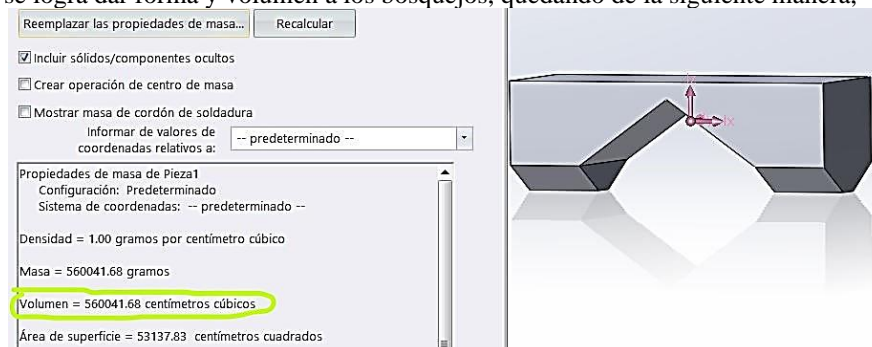 se logra dar forma y volumen a los bosquejos, quedando de la siguiente manera,
Reemplazar las propiedades de masa... Recalcular
Incluir sólidos/componentes ocultos
Crear operación de centro de masa
Mostrar masa de cordón de soldadura
Informar de valores de
coordenadas relativos a: -- predeterminado --
Propiedades de masa de Pieza1
Configuración: Predeterminado
Sistema de coordenadas: -- predeterminado --
Densidad = 1.00 gramos por centímetro cúbico
Masa = 560041.68 gramos
Volumen = 560041.68 centímetros cúbicos
Área de superficie = 53137.83 centímetros cuadrados